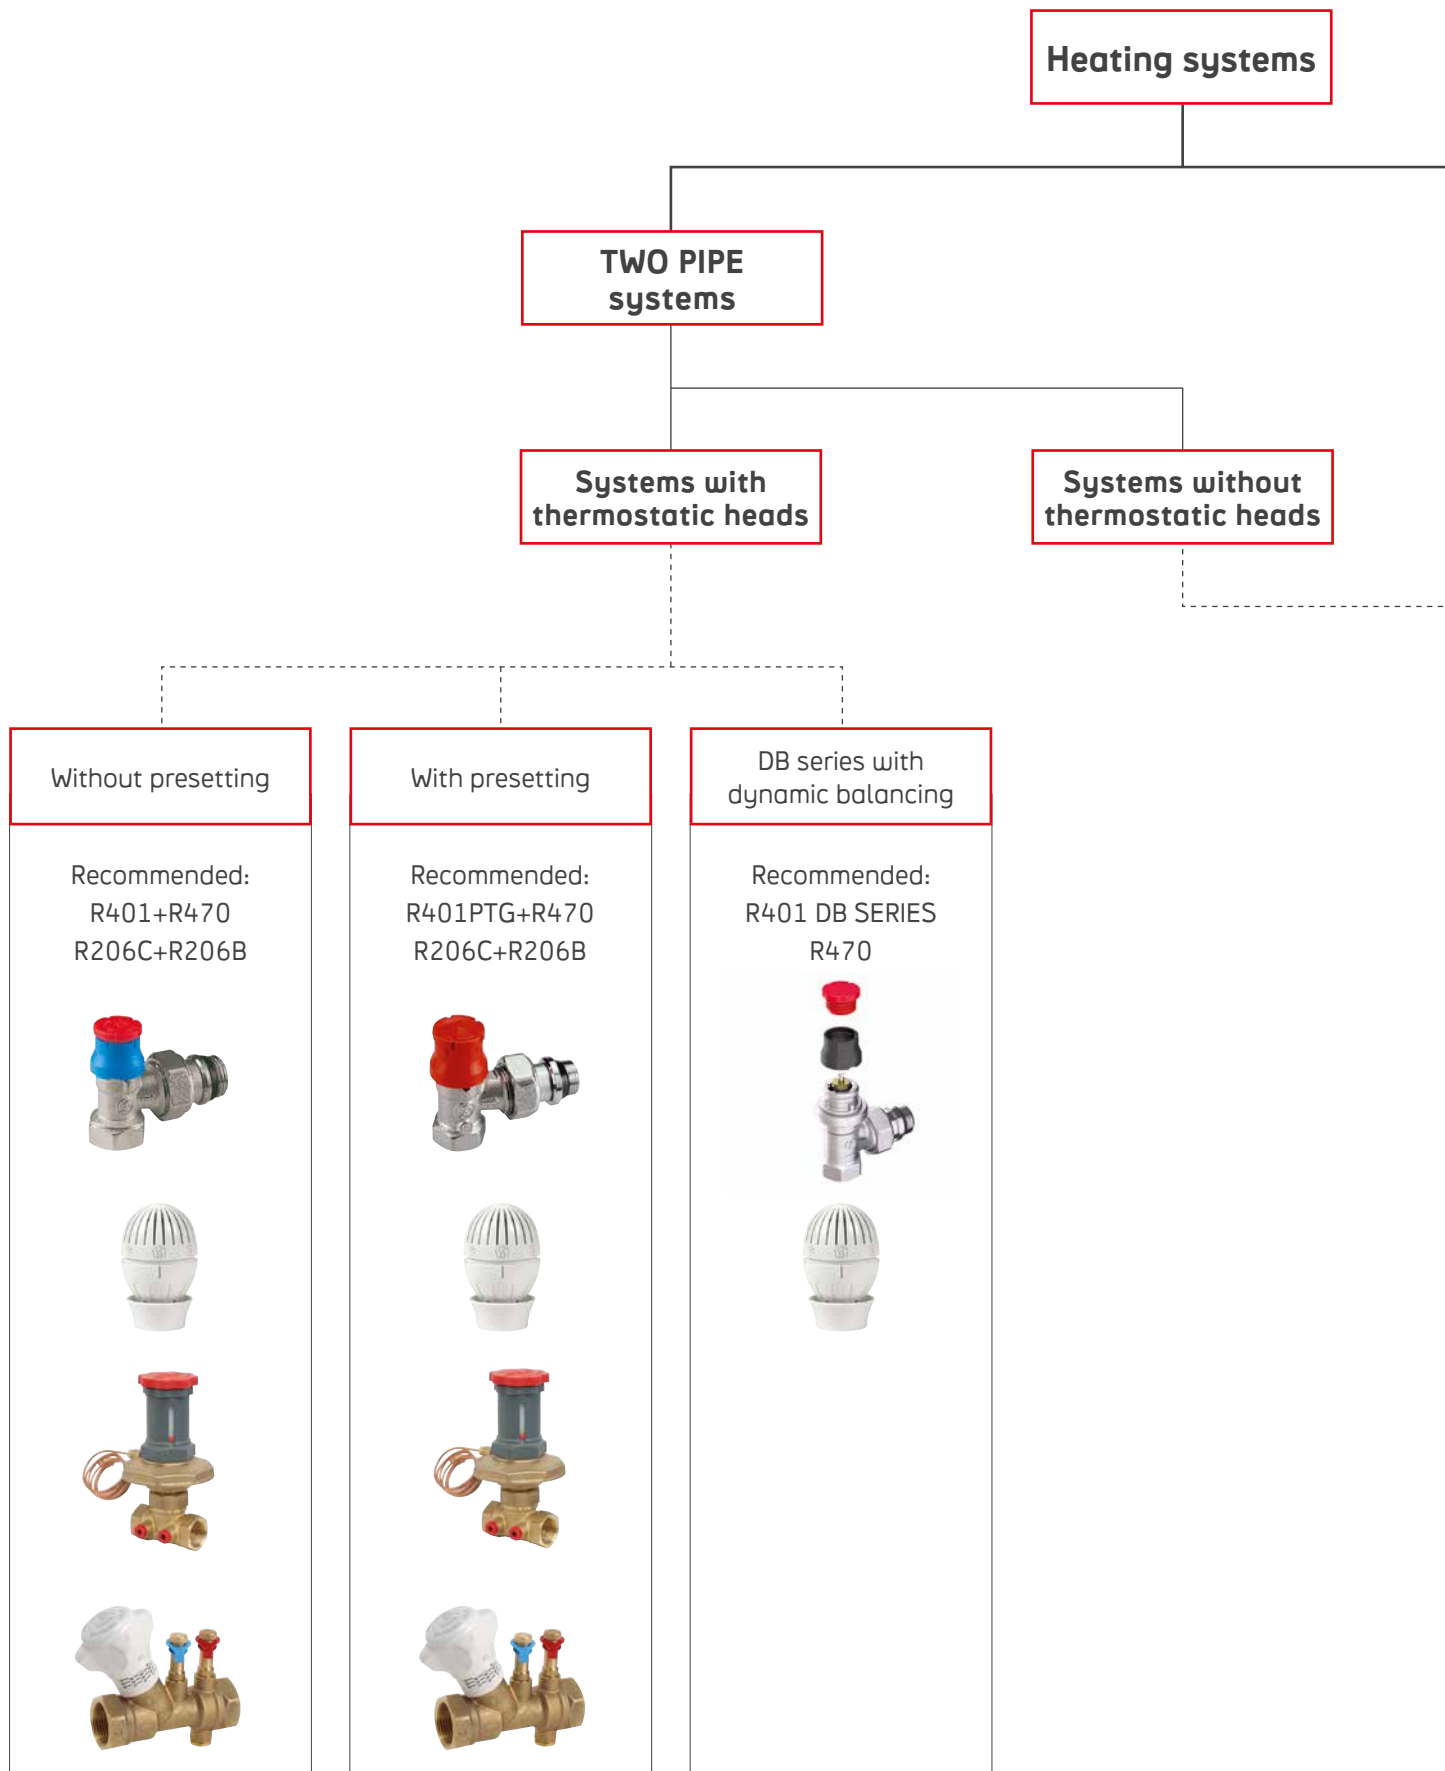 Heating systems
TWO PIPE
systems
Systems with
thermostatic heads
Systems without
thermostatic heads
Without presetting
With presetting
DB series with
dynamic balancing
Recommended:
R401+R470
R206C+R206B
Recommended:
R401PTG+R470
R206C+R206B
Recommended:
R401 DB SERIES
R470